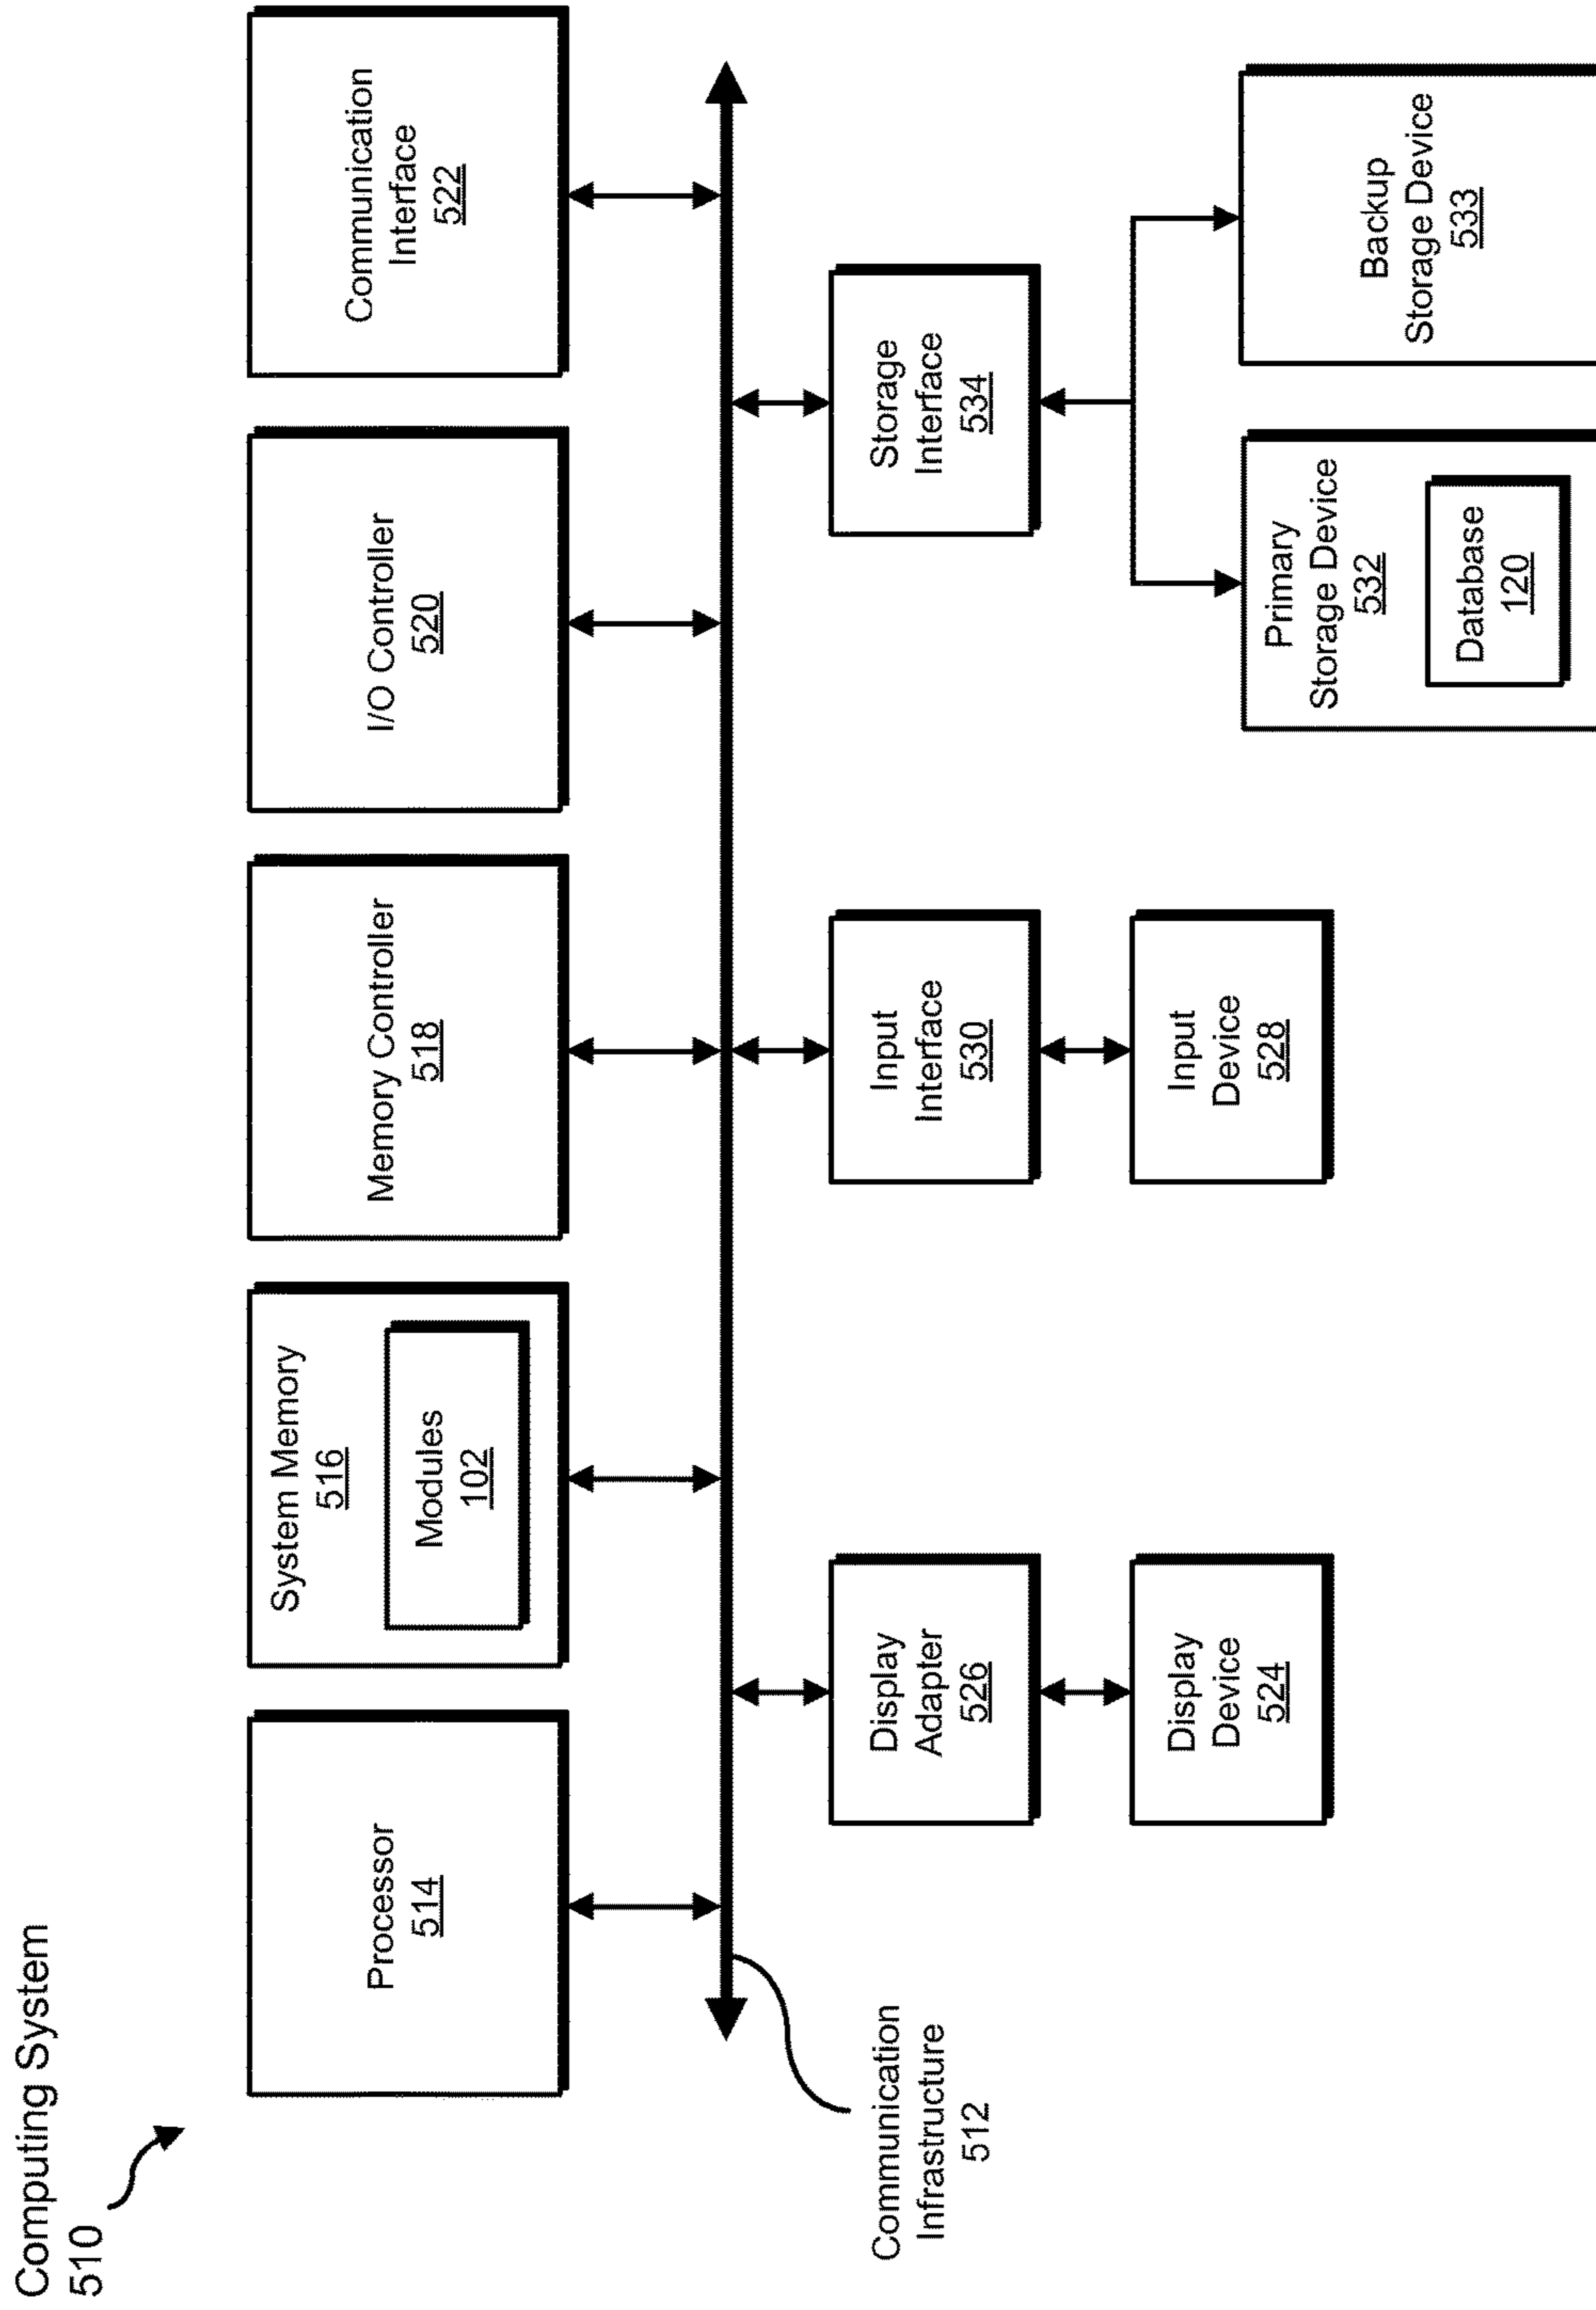 Computing System
510
Processor
514
System Memory
516
Modules
102
Memory Controller
518
I/O Controller
520
Communication
Interface
522
Communication
Infrastructure
512
Display
Adapter
526
Input
Interface
530
Storage
Interface
534
Display
Device
524
Input
Device
528
Primary
Storage Device
532
Database
120
Backup
Storage Device
533